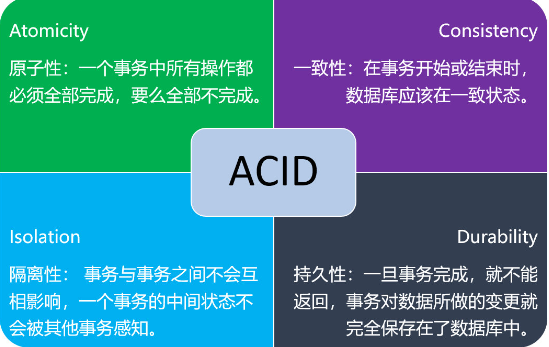 Atomicity
原子性：一个事务中所有操作都
必须全部完成，要么全部不完成。
Consistency
一致性：在事务开始或结束时，
数据库应该在一致状态。
ACID
Isolation
隔离性： 事务与事务之间不会互
相影响，一个事务的中间状态不
会被其他事务感知。
Durability
持久性：一旦事务完成，就不能
返回，事务对数据所做的变更就
完全保存在了数据库中。